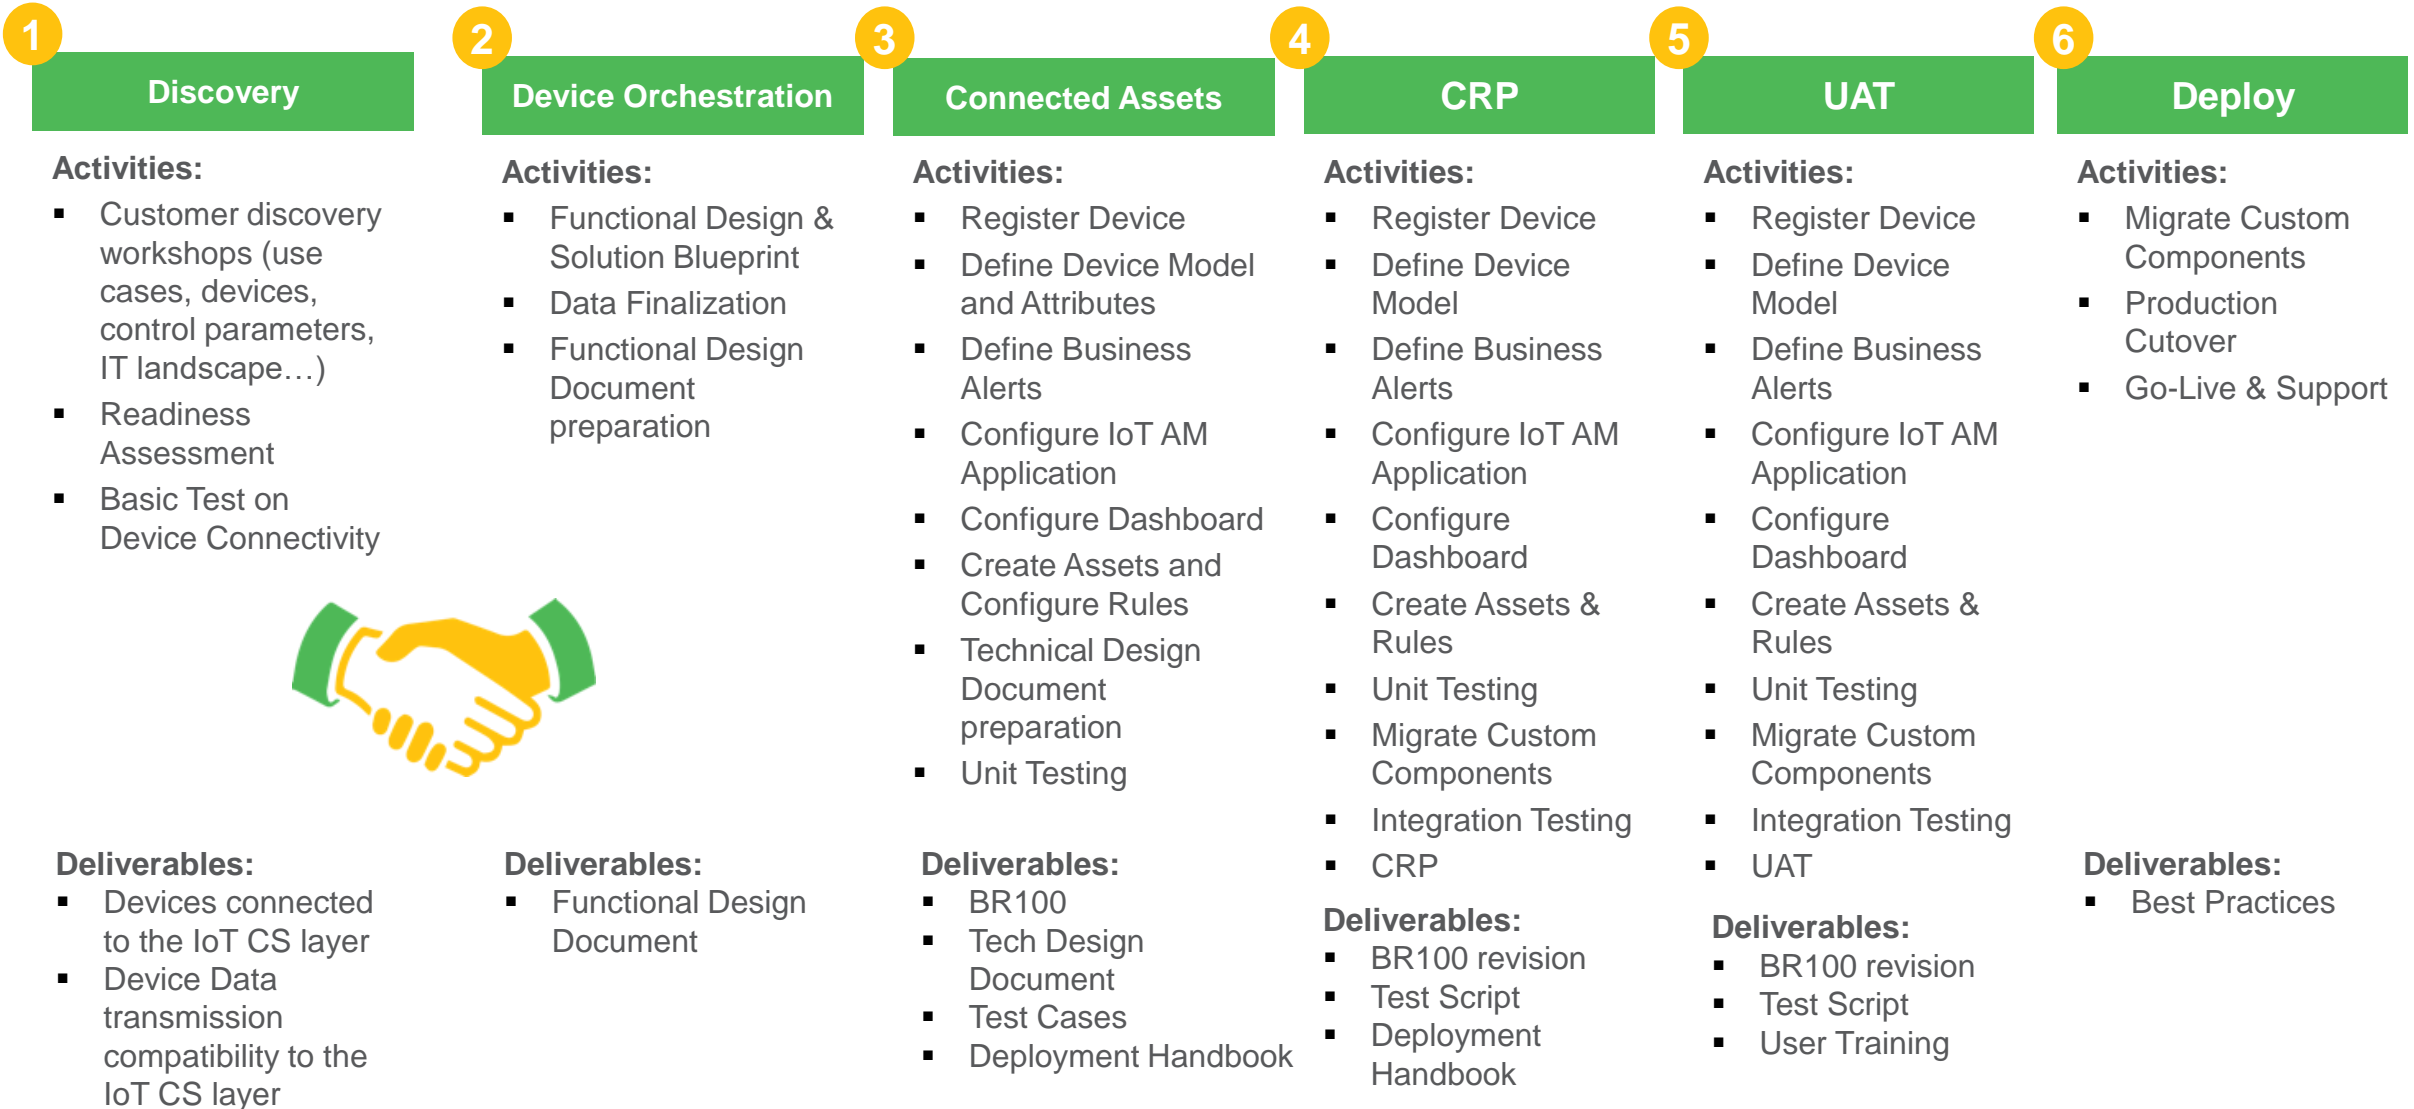 1
Discovery
Activities:
▪ Customer discovery
workshops (use
cases, devices,
control parameters,
IT landscape…)
▪ Readiness
Assessment
▪ Basic Test on
Device Connectivity
Deliverables:
▪ Devices connected
to the IoT CS layer
▪ Device Data
transmission
compatibility to the
IoT CS layer
2
Device Orchestration
Activities:
▪ Functional Design &
Solution Blueprint
▪ Data Finalization
▪ Functional Design
Document
preparation
Deliverables:
▪ Functional Design
Document
3
Connected Assets
Activities:
▪ Register Device
▪ Define Device Model
and Attributes
▪ Define Business
Alerts
▪ Configure IoT AM
Application
▪ Configure Dashboard
▪ Create Assets and
Configure Rules
▪ Technical Design
Document
preparation
▪ Unit Testing
Deliverables:
▪ BR100
▪ Tech Design
Document
▪ Test Cases
▪ Deployment Handbook
4
CRP
Activities:
▪ Register Device
▪ Define Device
Model
▪ Define Business
Alerts
▪ Configure IoT AM
Application
▪ Configure
Dashboard
▪ Create Assets &
Rules
▪ Unit Testing
▪ Migrate Custom
Components
▪ Integration Testing
▪ CRP
Deliverables:
▪ BR100 revision
▪ Test Script
▪ Deployment
Handbook
5
UAT
Activities:
▪ Register Device
▪ Define Device
Model
▪ Define Business
Alerts
▪ Configure IoT AM
Application
▪ Configure
Dashboard
▪ Create Assets &
Rules
▪ Unit Testing
▪ Migrate Custom
Components
▪ Integration Testing
▪ UAT
Deliverables:
▪ BR100 revision
▪ Test Script
▪ User Training
6
Deploy
Activities:
▪ Migrate Custom
Components
▪ Production
Cutover
▪ Go-Live & Support
Deliverables:
▪ Best Practices